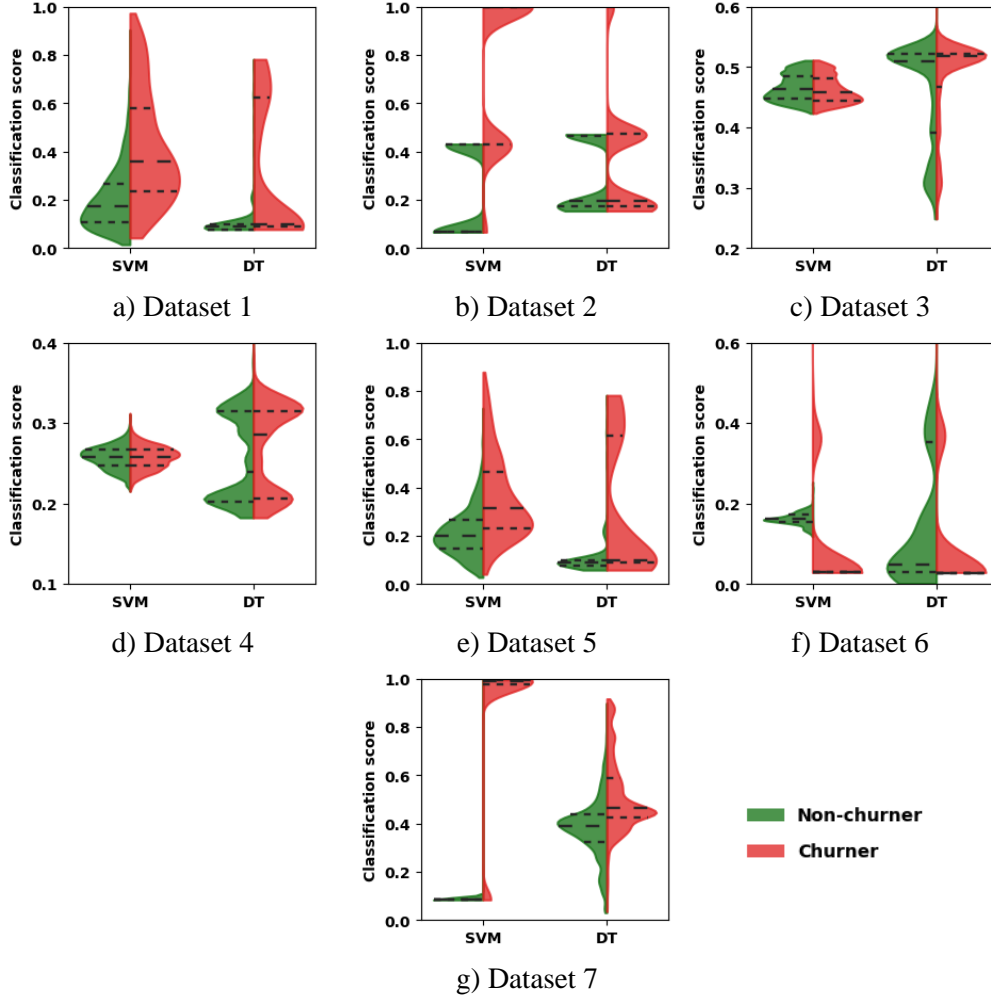 Classification score
1.0
0.8
0.6
0.4
0.2
0.0
SVM DT
a) Dataset 1
Classification score
1.0
0.8
0.6
0.4
0.2
0.0
SVM DT
b) Dataset 2
Classification score
0.6
0.5
0.4
0.3
0.2
SVM DT
c) Dataset 3
Classification score
0.4
0.3
0.2
0.1
SVM DT
d) Dataset 4
Classification score
1.0
0.8
0.6
0.4
0.2
0.0
SVM DT
e) Dataset 5
Classification score
0.6
0.4
0.2
0.0
SVM DT
f) Dataset 6
Classification score
1.0
0.8
0.6
0.4
0.2
0.0
SVM DT
g) Dataset 7
Non-churner
Churner